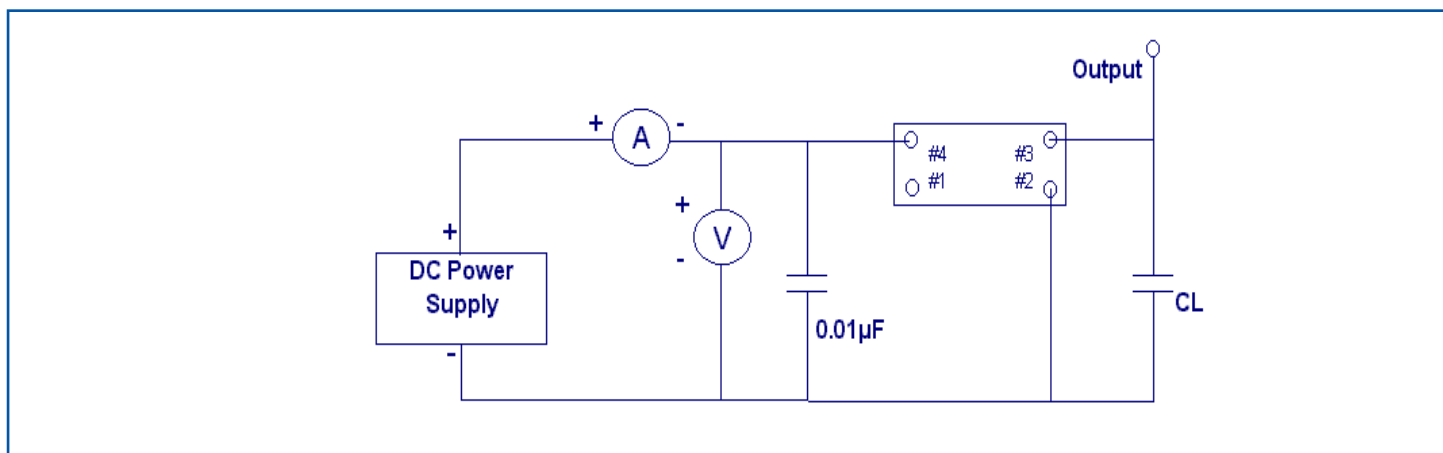 Output
+ A -
#4 #3
#1 #2
+
V
-
+
DC Power
Supply
-
0.01µF
CL